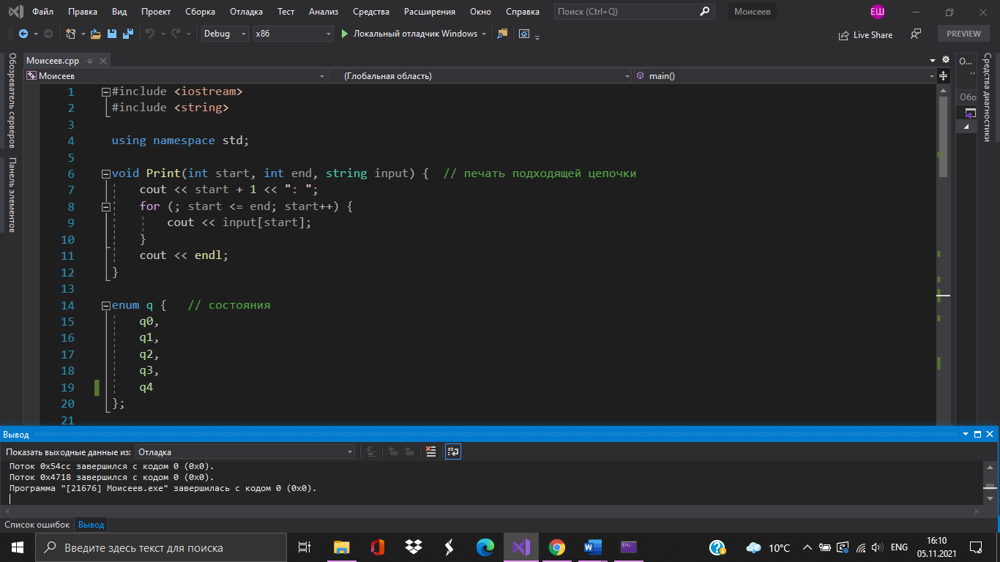 Файл Правка Вид Проект Сборка Отладка Тест Анализ Средства Расширения Окно Справка Поиск (Ctrl+Q) Моисеев ЕШ
Debug x86 Локальный отладчик Windows Live Share PREVIEW
Обозреватель серверов
Панель элементов
Моисеев.cpp
Моисеев (Глобальная область) main()
1 #include <iostream>
2 #include <string>
3
4 using namespace std;
5
6 void Print(int start, int end, string input) { // печать подходящей цепочки
7 cout << start + 1 << ": ";
8 for (; start <= end; start++) {
9 cout << input[start];
10 }
11 cout << endl;
12 }
13
14 enum q { // состояния
15 q0,
16 q1,
17 q2,
18 q3,
19 q4
20 };
21
О...
Обо
Средства диагностики
Вывод
Показать выходные данные из: Отладка
Поток 0x54cc завершился с кодом 0 (0x0).
Поток 0x4718 завершился с кодом 0 (0x0).
Программа "[21676] Моисеев.exe" завершилась с кодом 0 (0x0).
Список ошибок Вывод
Введите здесь текст для поиска
10°C ENG 16:10
05.11.2021